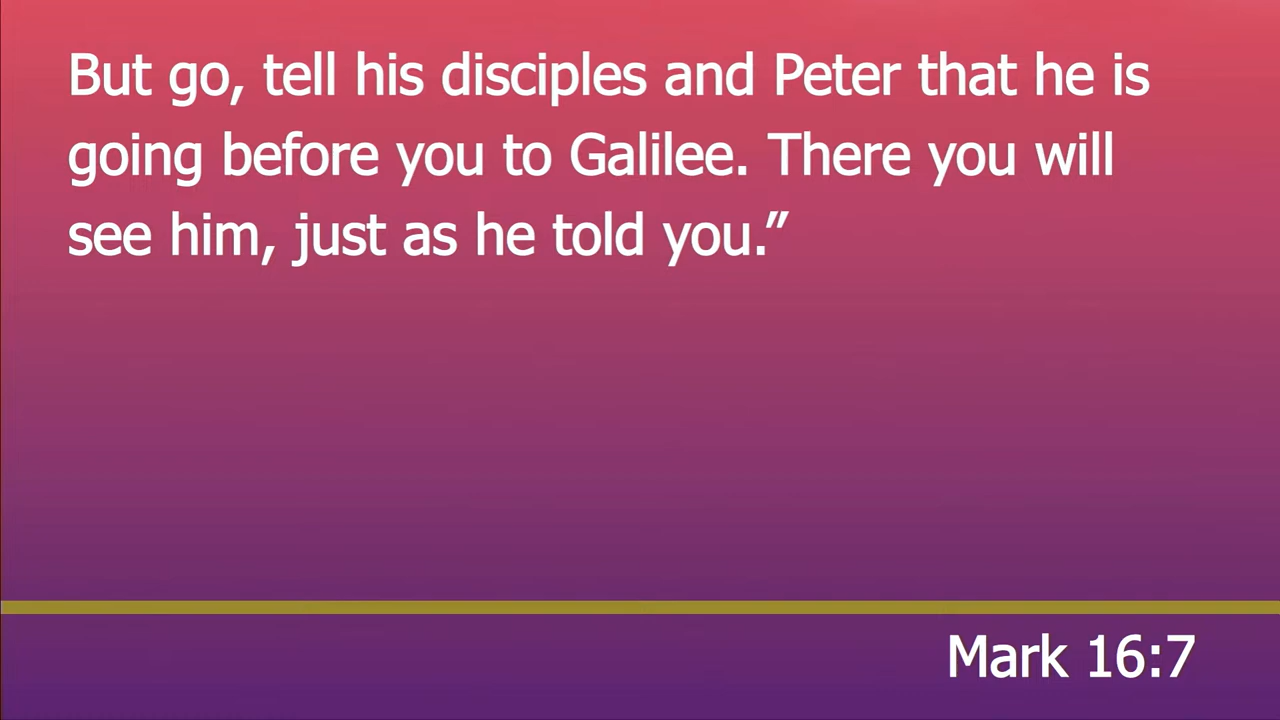 But go, tell his disciples and Peter that he is
going before you to Galilee. There you will
see him, just as he told you.”
Mark 16:7